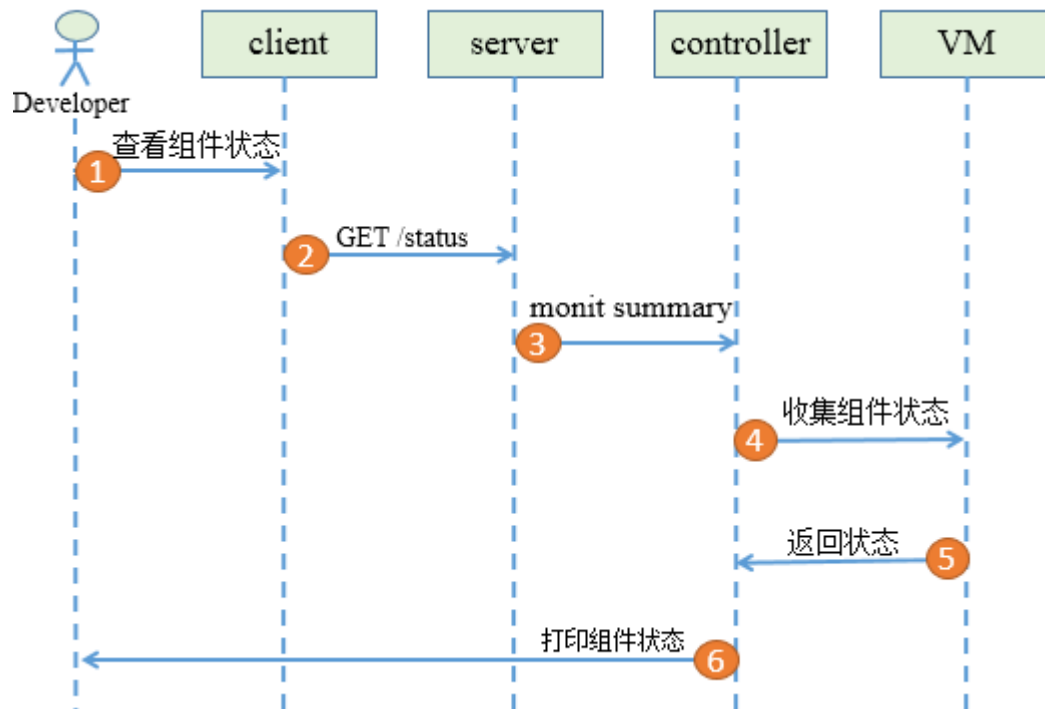 client
server
controller
VM
Developer
查看组件状态
1
GET /status
2
monit summary
3
收集组件状态
4
返回状态
5
打印组件状态
6